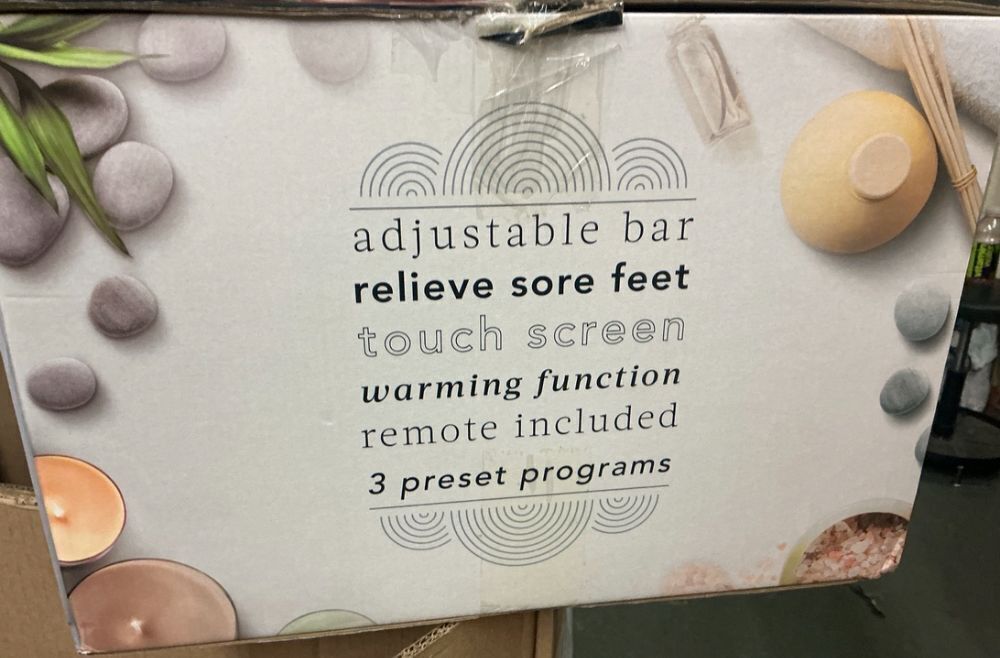 adjustable bar
relieve sore feet
touch screen
warming function
remote included
3 preset programs